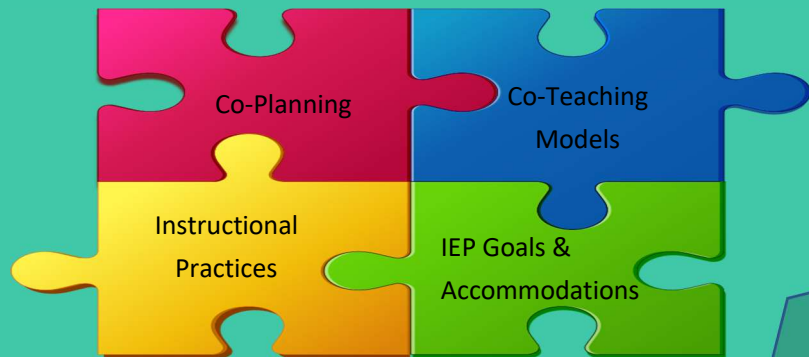 Co-Planning
Co-Teaching
Models
Instructional
Practices
IEP Goals &
Accommodations